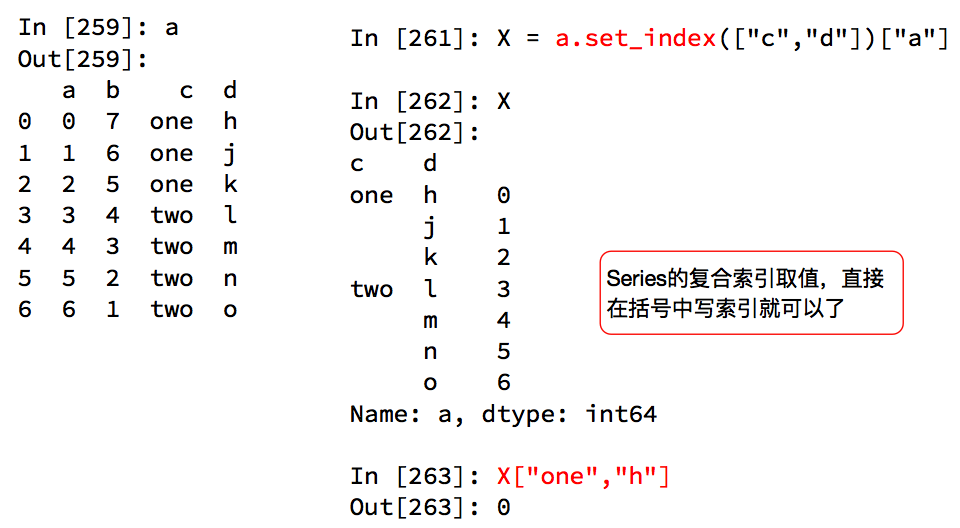 In [259]: a
Out[259]:
   a  b    c  d
0  0  7  one  h
1  1  6  one  j
2  2  5  one  k
3  3  4  two  l
4  4  3  two  m
5  5  2  two  n
6  6  1  two  o
In [261]: X = a.set_index(["c","d"])["a"]
In [262]: X
Out[262]:
c    d
one  h    0
     j    1
     k    2
two  l    3
     m    4
     n    5
     o    6
Name: a, dtype: int64
Series的复合索引取值，直接
在括号中写索引就可以了
In [263]: X["one","h"]
Out[263]: 0